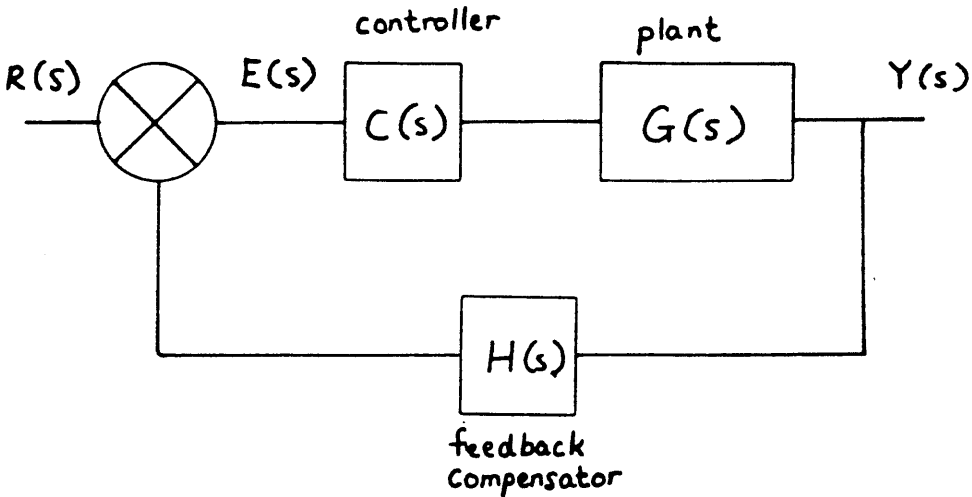 controller
plant
R(s)
E(s)
Y(s)
C(s)
G(s)
H(s)
feedback
compensator